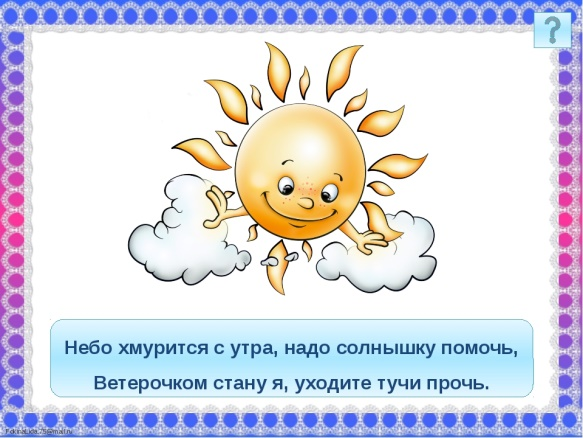 ?
Небо хмурится с утра, надо солнышку помочь,
Ветерочком стану я, уходите тучи прочь.